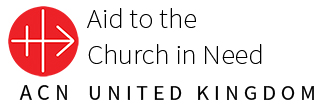 Aid to the
Church in Need
ACN UNITED KINGDOM